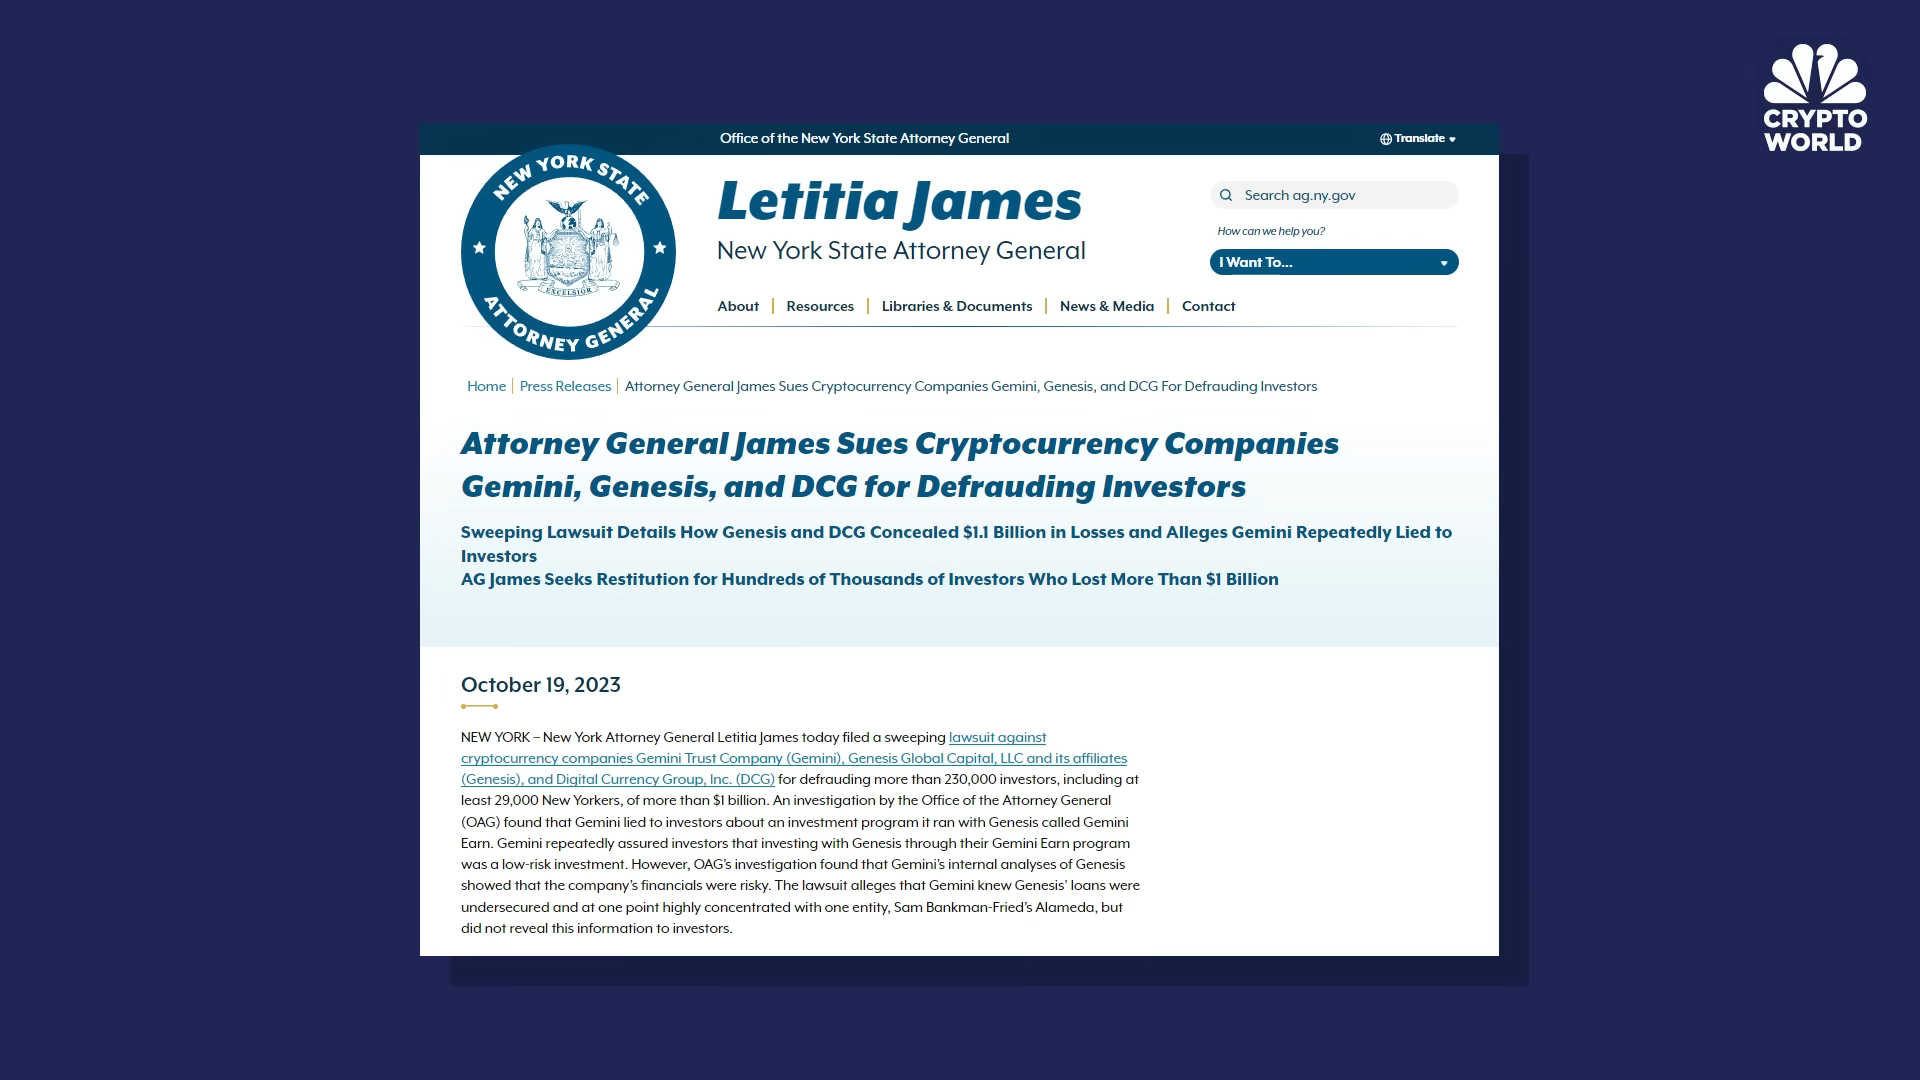 CRYPTO
WORLD
Office of the New York State Attorney General
Translate
NEW YORK STATE
ATTORNEY GENERAL
EXCELSIOR
Letitia James
New York State Attorney General
Search ag.ny.gov
How can we help you?
I Want To...
About
Resources
Libraries & Documents
News & Media
Contact
Home
Press Releases
Attorney General James Sues Cryptocurrency Companies Gemini, Genesis, and DCG For Defrauding Investors
Attorney General James Sues Cryptocurrency Companies
Gemini, Genesis, and DCG for Defrauding Investors
Sweeping Lawsuit Details How Genesis and DCG Concealed $1.1 Billion in Losses and Alleges Gemini Repeatedly Lied to
Investors
AG James Seeks Restitution for Hundreds of Thousands of Investors Who Lost More Than $1 Billion
October 19, 2023
NEW YORK – New York Attorney General Letitia James today filed a sweeping lawsuit against
cryptocurrency companies Gemini Trust Company (Gemini), Genesis Global Capital, LLC and its affiliates
(Genesis), and Digital Currency Group, Inc. (DCG) for defrauding more than 230,000 investors, including at
least 29,000 New Yorkers, of more than $1 billion. An investigation by the Office of the Attorney General
(OAG) found that Gemini lied to investors about an investment program it ran with Genesis called Gemini
Earn. Gemini repeatedly assured investors that investing with Genesis through their Gemini Earn program
was a low-risk investment. However, OAG's investigation found that Gemini's internal analyses of Genesis
showed that the company's financials were risky. The lawsuit alleges that Gemini knew Genesis' loans were
undersecured and at one point highly concentrated with one entity, Sam Bankman-Fried's Alameda, but
did not reveal this information to investors.